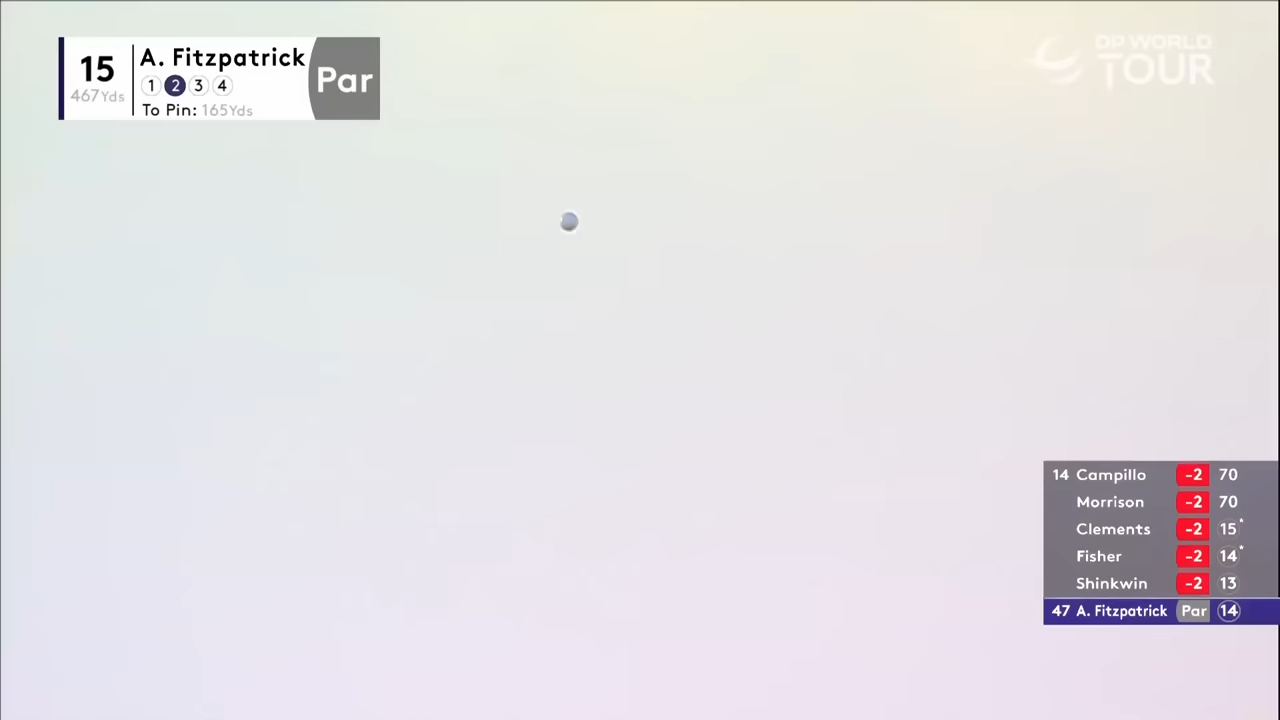 15
467Yds
A. Fitzpatrick
1 2 3 4
To Pin: 165Yds
Par
DP WORLD
TOUR
14 Campillo -2 70
Morrison -2 70
Clements -2 15*
Fisher -2 14*
Shinkwin -2 13
47 A. Fitzpatrick Par 14